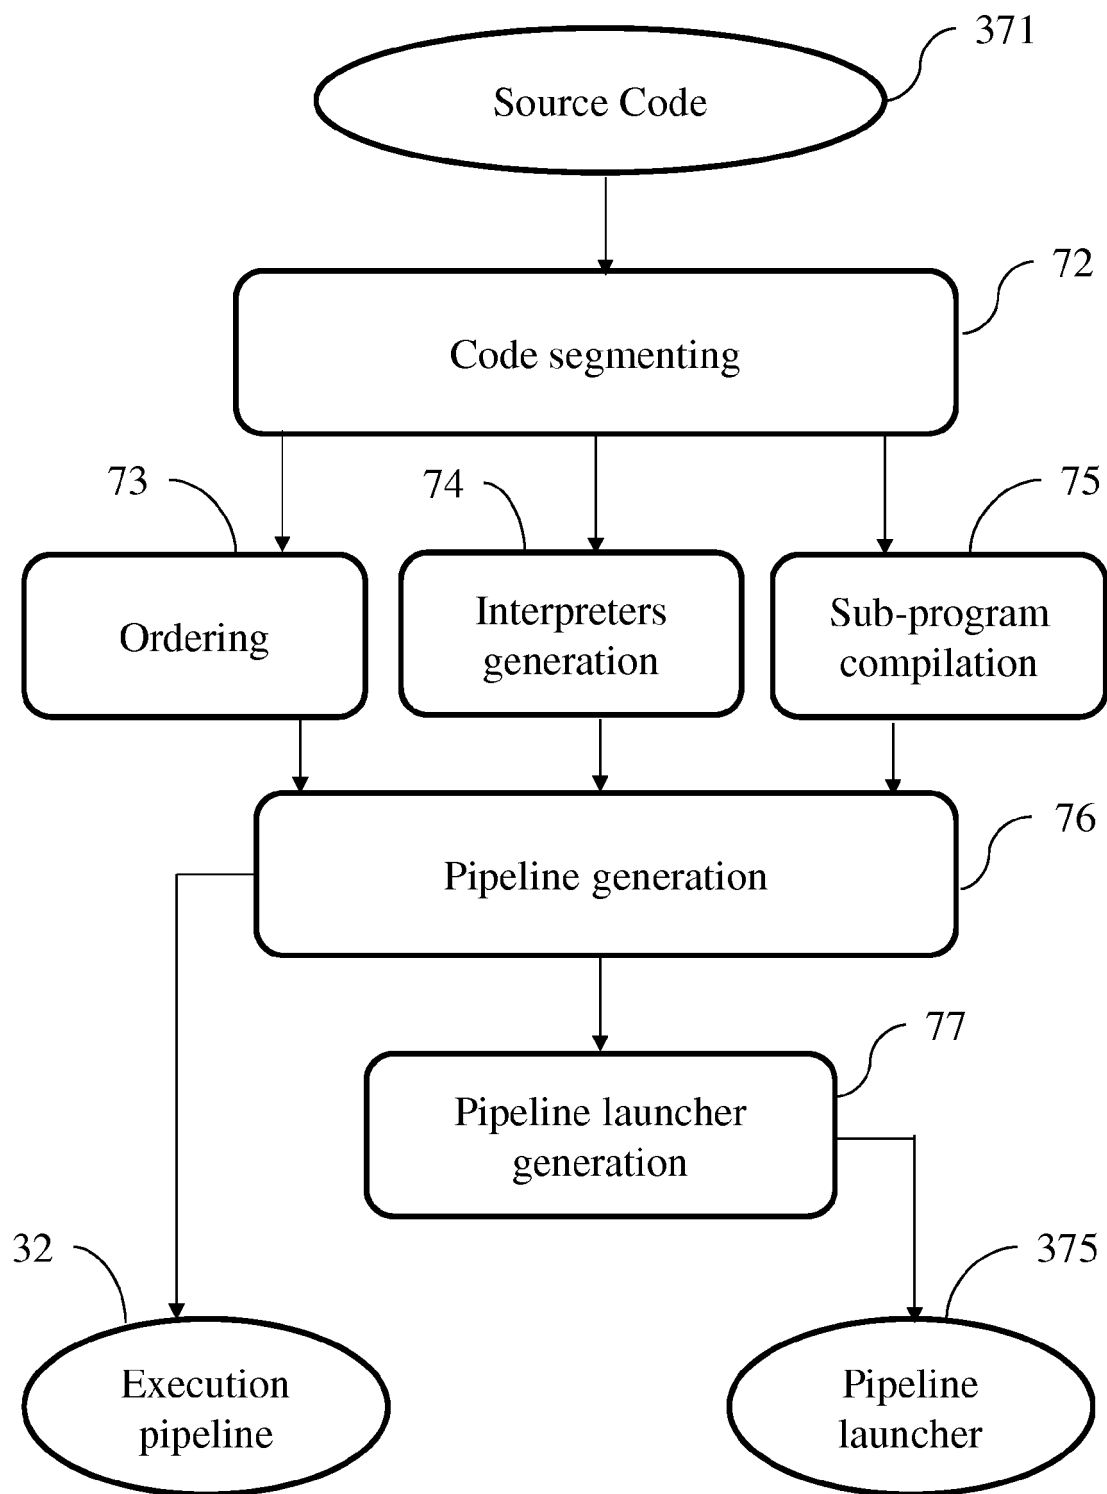 371
Source Code
72
Code segmenting
73
74
75
Ordering
Interpreters
generation
Sub-program
compilation
76
Pipeline generation
77
Pipeline launcher
generation
32
375
Execution
pipeline
Pipeline
launcher